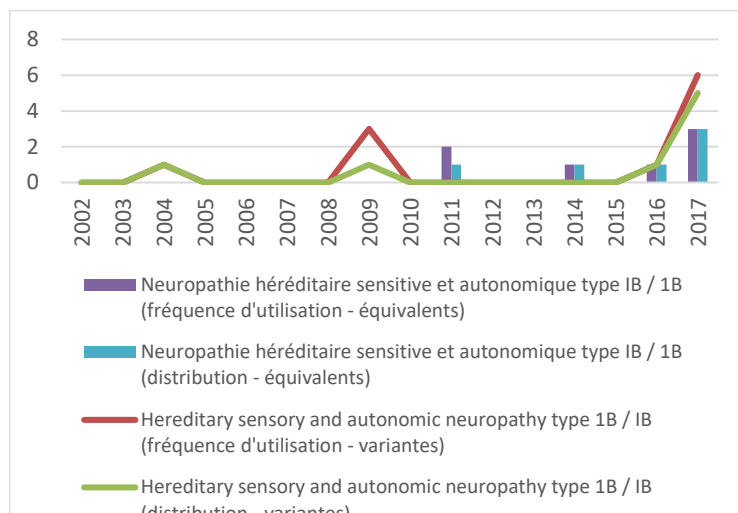 8
6
4
2
0
2002 2003 2004 2005 2006 2007 2008 2009 2010 2011 2012 2013 2014 2015 2016 2017
Neuropathie héréditaire sensitive et autonomique type IB / 1B
(fréquence d'utilisation - équivalents)
Neuropathie héréditaire sensitive et autonomique type IB / 1B
(distribution - équivalents)
Hereditary sensory and autonomic neuropathy type 1B / IB
(fréquence d'utilisation - variantes)
Hereditary sensory and autonomic neuropathy type 1B / IB
(distribution - variantes)